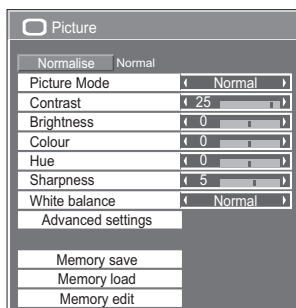 Picture
Normalise Normal
Picture Mode Normal
Contrast 25
Brightness 0
Colour 0
Hue 0
Sharpness 5
White balance Normal
Advanced settings
Memory save
Memory load
Memory edit